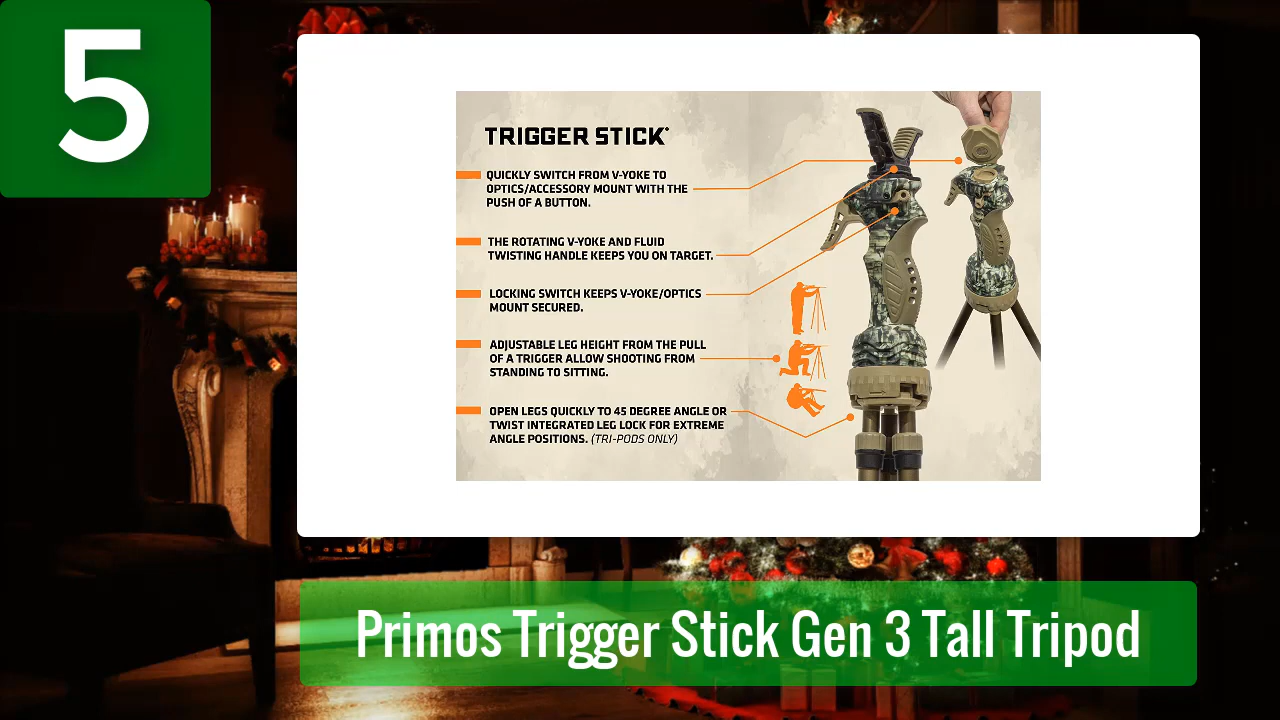 5
TRIGGER STICK
QUICKLY SWITCH FROM V-YOKE TO
OPTICS/ACCESSORY MOUNT WITH THE
PUSH OF A BUTTON.
THE ROTATING V-YOKE AND FLUID
TWISTING HANDLE KEEPS YOU ON TARGET.
LOCKING SWITCH KEEPS V-YOKE/OPTICS
MOUNT SECURED.
ADJUSTABLE LEG HEIGHT FROM THE PULL
OF A TRIGGER ALLOW SHOOTING FROM
STANDING TO SITTING.
OPEN LEGS QUICKLY TO 45 DEGREE ANGLE OR
TWIST INTEGRATED LEG LOCK FOR EXTREME
ANGLE POSITIONS. (TRI-PODS ONLY)
Primos Trigger Stick Gen 3 Tall Tripod